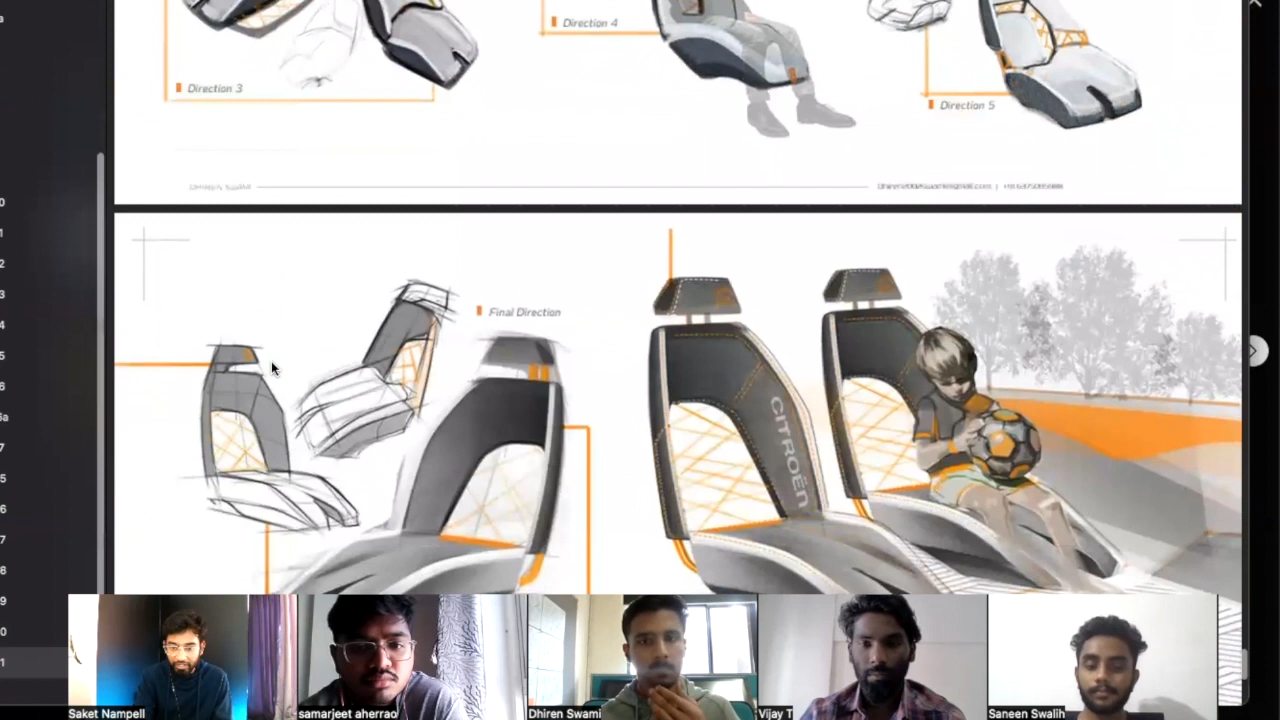 Direction 3
Direction 4
Direction 5
Final Direction
CITROËN
Saket Nampell
samarjeet aherrao
Dhiren Swami
Vijay T
Saneen Swalih